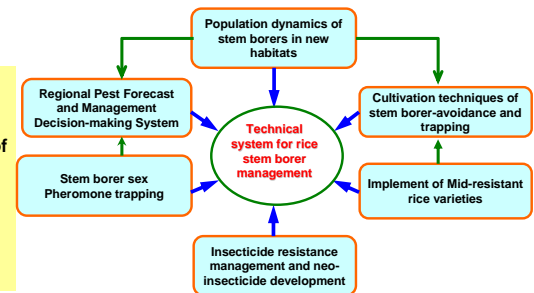 Population dynamics of
stem borers in new
habitats
Regional Pest Forecast
and Management
Decision-making System
Cultivation techniques of
stem borer-avoidance and
trapping
Technical
system for rice
stem borer
management
of
Stem borer sex
Pheromone trapping
Implement of Mid-resistant
rice varieties
Insecticide resistance
management and neo-
insecticide development